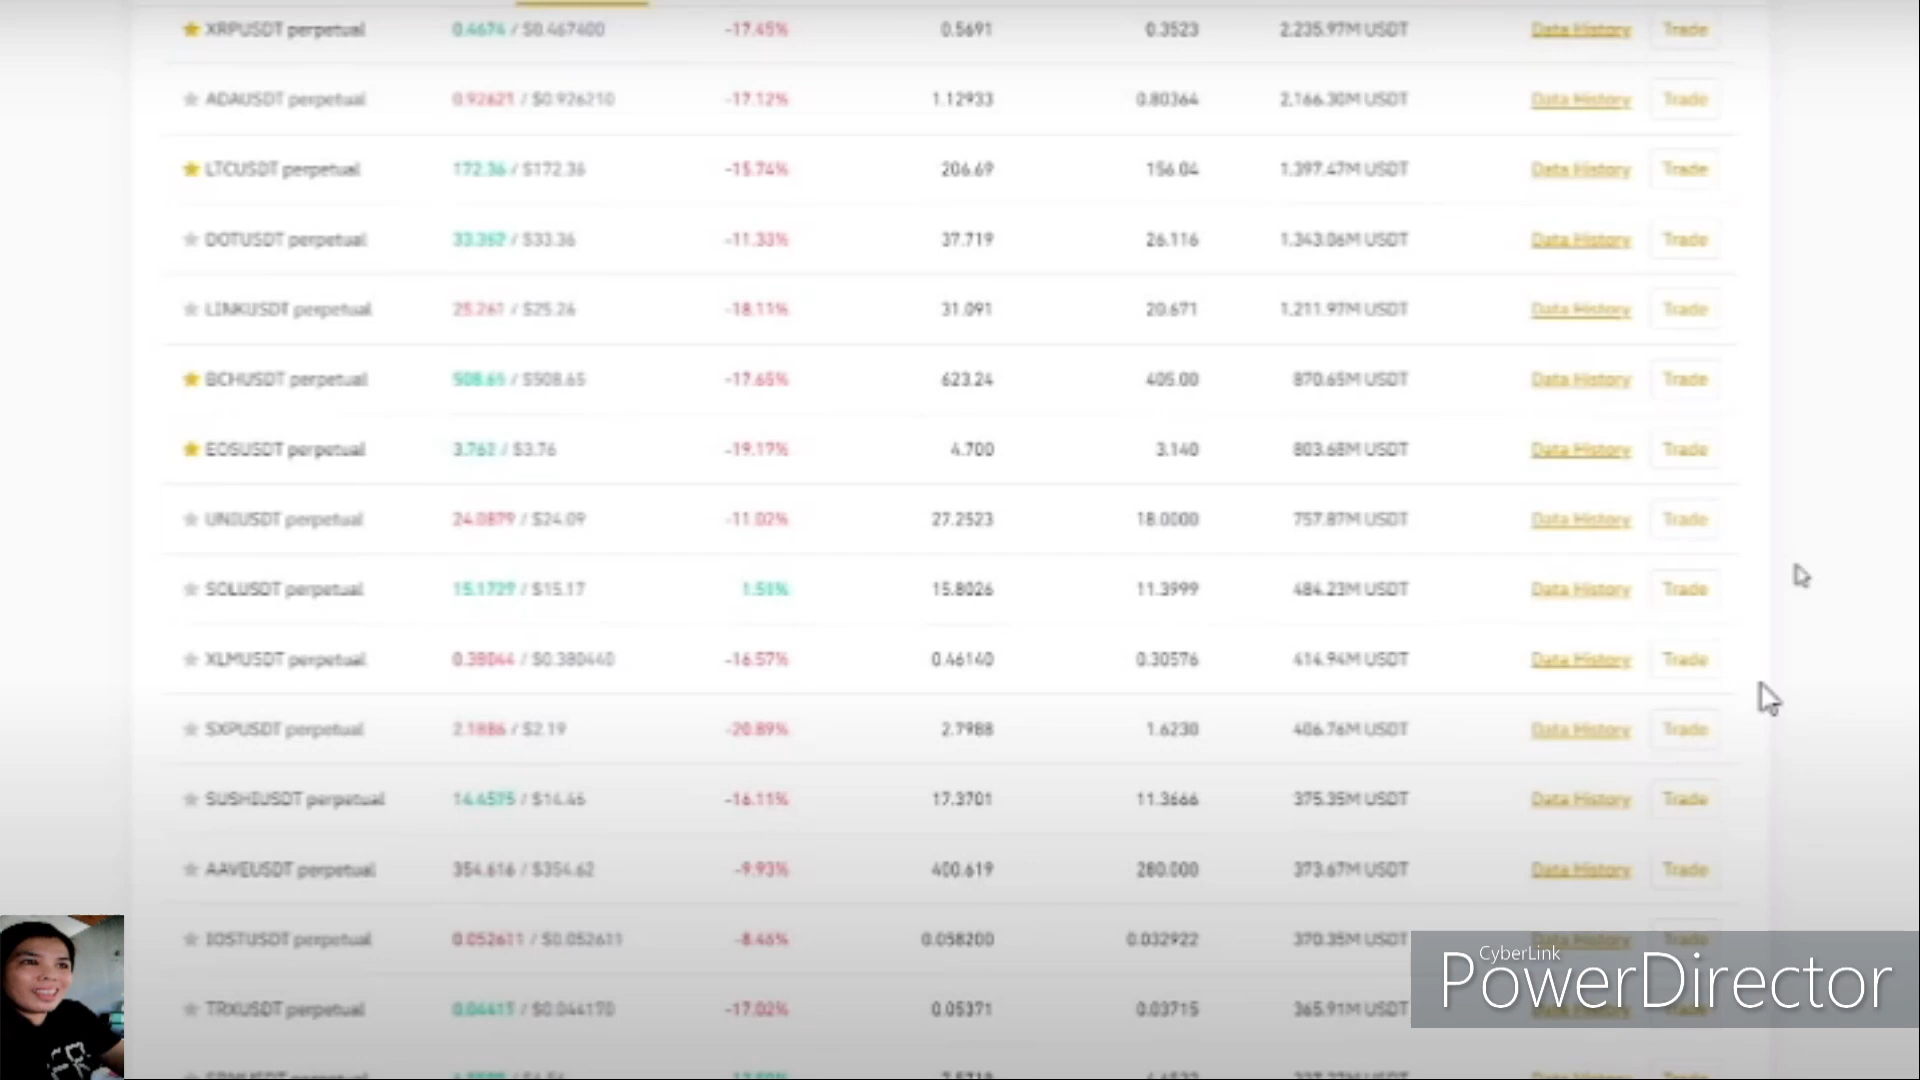 XRPUSDT perpetual 0.4674 / $0.467400 -17.45% 0.5691 0.3523 2,235.97M USDT Data History Trade
ADAUSDT perpetual 0.92621 / $0.926210 -17.12% 1.12933 0.80364 2,166.30M USDT Data History Trade
LTCUSDT perpetual 172.36 / $172.36 -15.74% 206.69 156.04 1,397.47M USDT Data History Trade
DOTUSDT perpetual 33.362 / $33.36 -11.33% 37.719 26.116 1,343.06M USDT Data History Trade
LINKUSDT perpetual 25.261 / $25.26 -18.11% 31.091 20.671 1,211.97M USDT Data History Trade
BCHUSDT perpetual 508.65 / $508.65 -17.65% 623.24 405.00 870.65M USDT Data History Trade
EOSUSDT perpetual 3.762 / $3.76 -19.17% 4.700 3.140 803.68M USDT Data History Trade
UNIUSDT perpetual 24.0879 / $24.09 -11.02% 27.2523 18.0000 757.87M USDT Data History Trade
SOLUSDT perpetual 15.1729 / $15.17 1.51% 15.8026 11.3999 484.23M USDT Data History Trade
XLMUSDT perpetual 0.38044 / $0.380440 -16.57% 0.46140 0.30576 414.94M USDT Data History Trade
SXPUSDT perpetual 2.1886 / $2.19 -20.89% 2.7988 1.6230 406.76M USDT Data History Trade
SUSHIUSDT perpetual 14.4575 / $14.46 -16.11% 17.3701 11.3666 375.35M USDT Data History Trade
AAVEUSDT perpetual 354.616 / $354.62 -9.93% 400.619 280.000 373.67M USDT Data History Trade
IOSTUSDT perpetual 0.052611 / $0.052611 -8.46% 0.058200 0.032922 370.35M USDT Data History Trade
TRXUSDT perpetual 0.04417 / $0.044170 -17.02% 0.05371 0.03715 365.91M USDT
CyberLink
PowerDirector